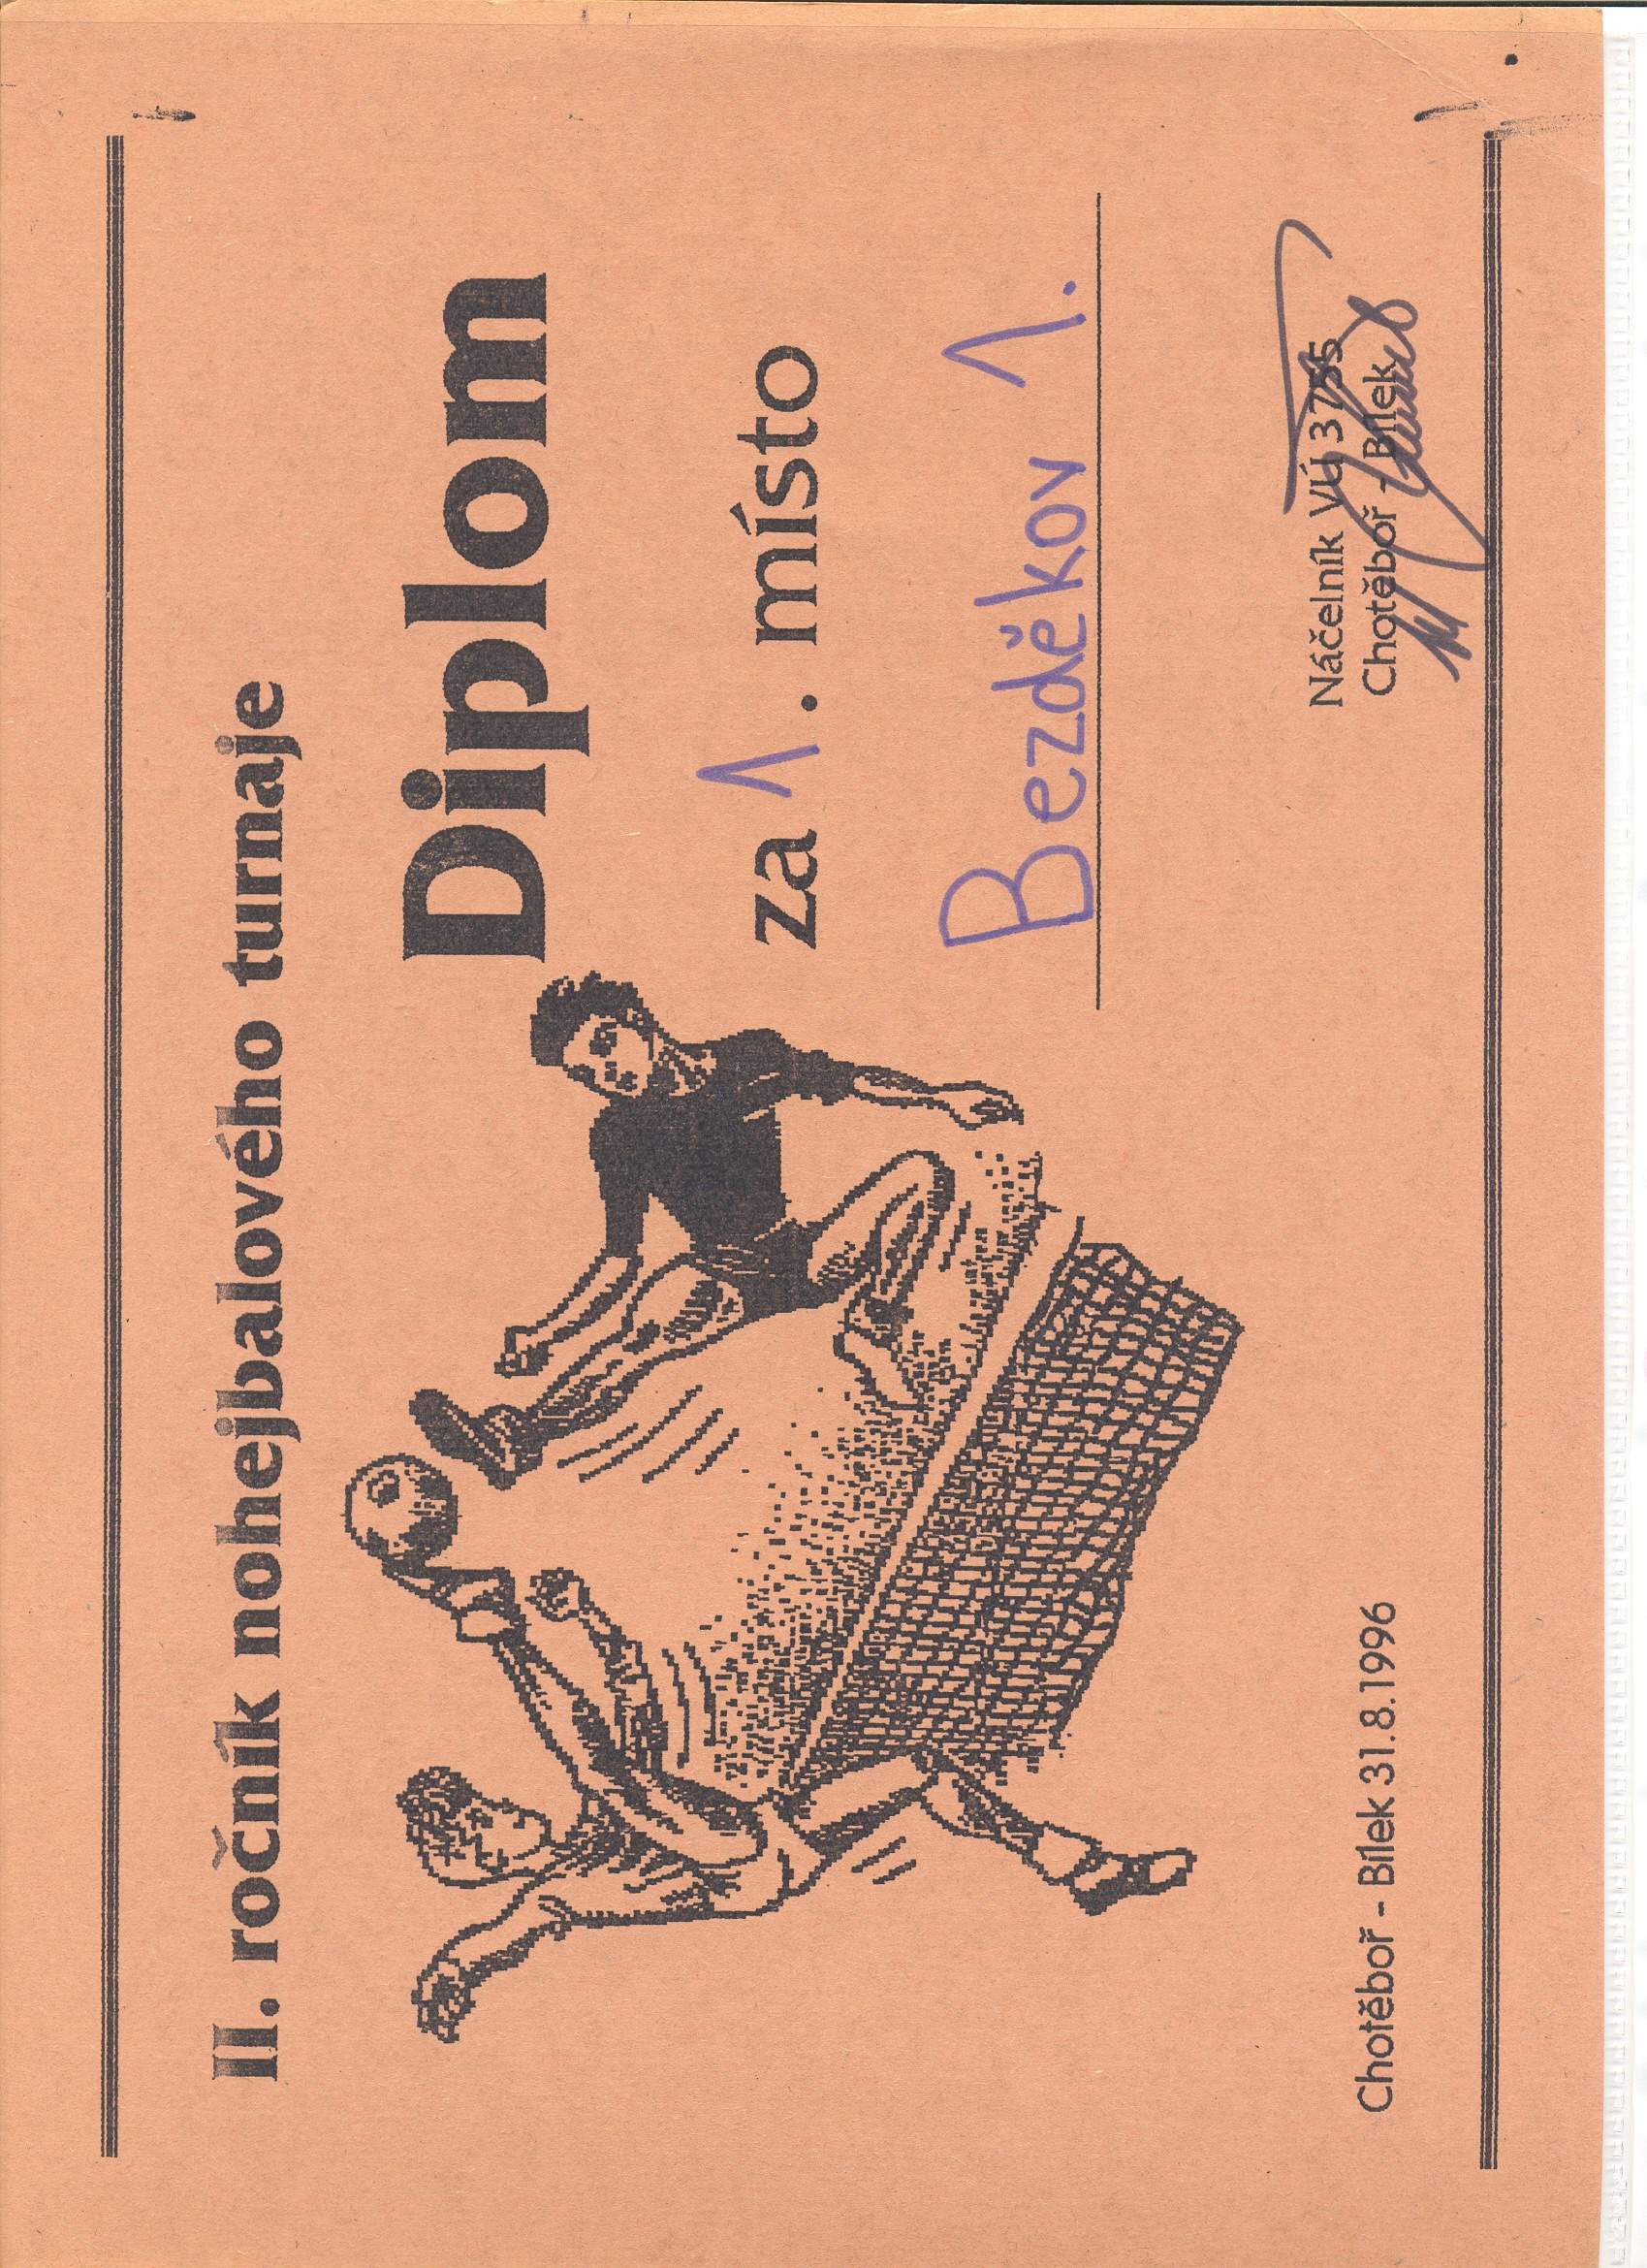 II. ročník nohejbalového turnaje
Diplom
za 1. místo
Bezděkov 1.
Chotěboř - Bílek 31.8.1996
Náčelník VÚ 3755
Chotěboř - Bílek